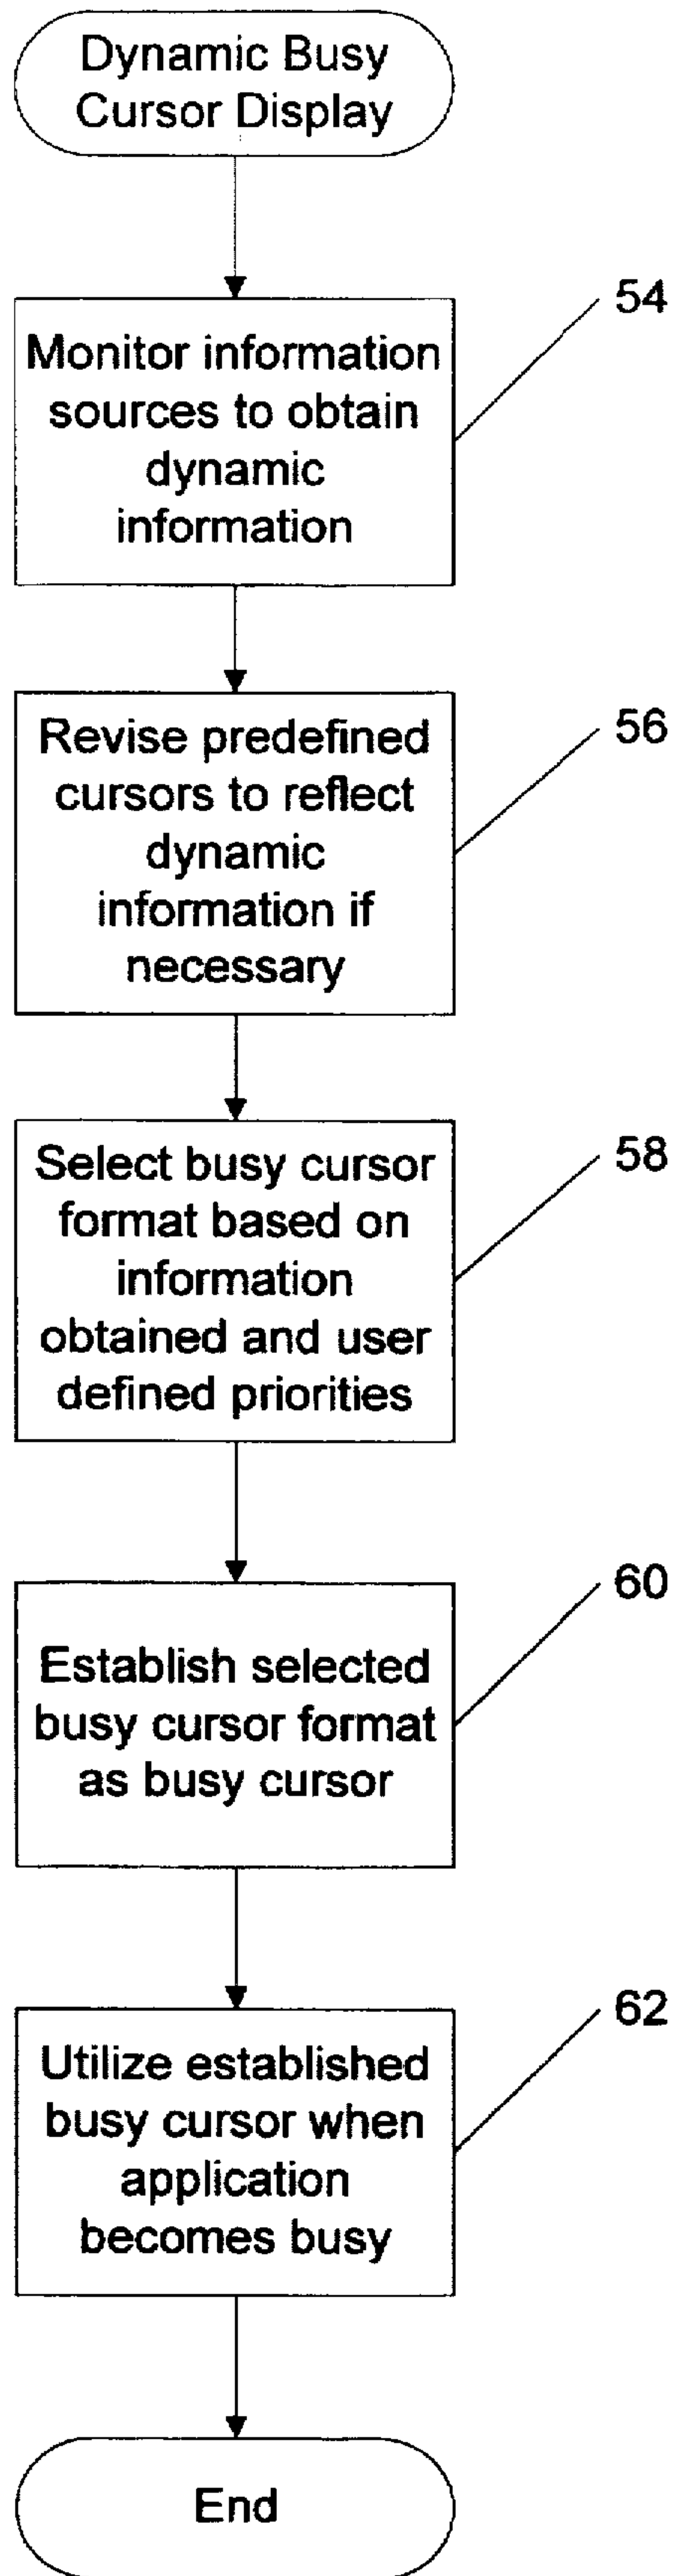 Dynamic Busy
Cursor Display
54
Monitor information
sources to obtain
dynamic
information
56
Revise predefined
cursors to reflect
dynamic
information if
necessary
58
Select busy cursor
format based on
information
obtained and user
defined priorities
60
Establish selected
busy cursor format
as busy cursor
62
Utilize established
busy cursor when
application
becomes busy
End